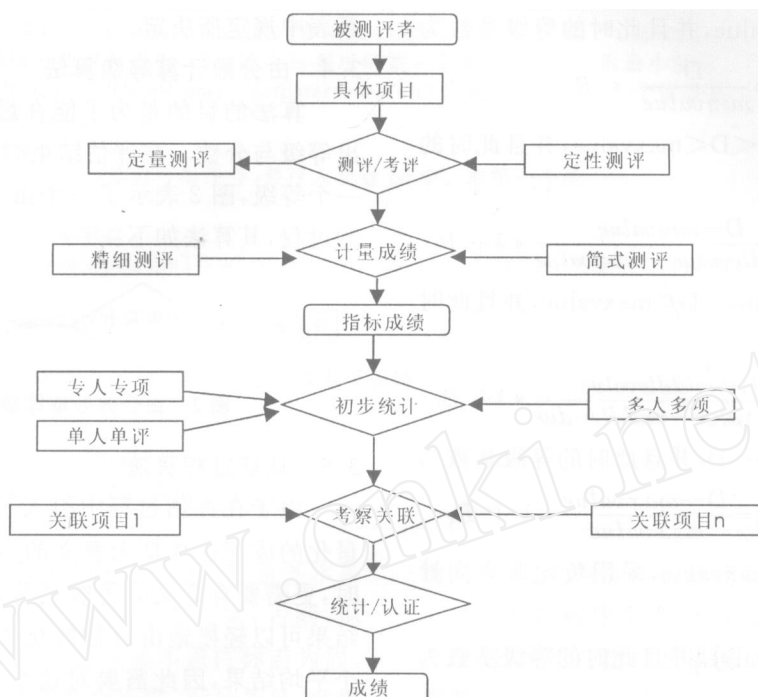 被测评者
具体项目
定量测评
测评/考评
定性测评
计量成绩
精细测评
简式测评
指标成绩
专人专项
初步统计
多人多项
单人单评
关联项目1
考察关联
关联项目n
统计/认证
成绩
www.cnki.net